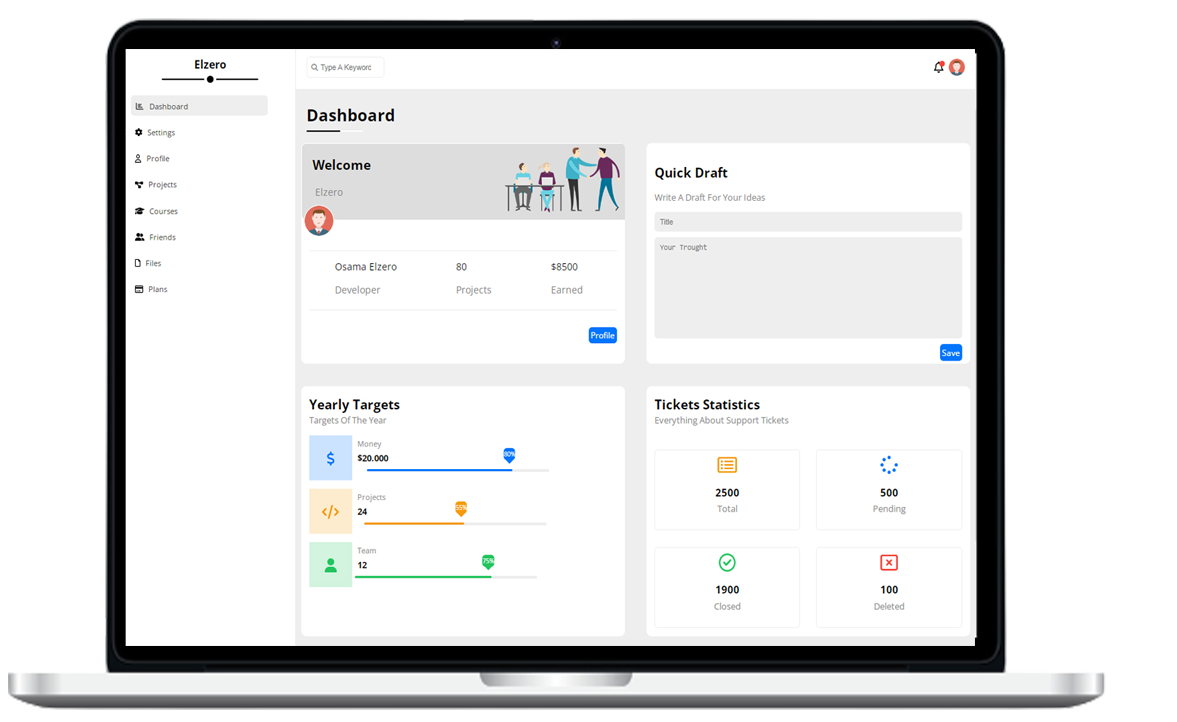 Elzero
Type A Keyword
Dashboard
Settings
Profile
Projects
Courses
Friends
Files
Plans
Dashboard
Welcome
Elzero
Osama Elzero 80 $8500
Developer Projects Earned
Profile
Quick Draft
Write A Draft For Your Ideas
Title
Your Trought
Save
Yearly Targets
Targets Of The Year
Money
$20.000
80%
Projects
24
55%
Team
12
75%
Tickets Statistics
Everything About Support Tickets
2500
Total
500
Pending
1900
Closed
100
Deleted